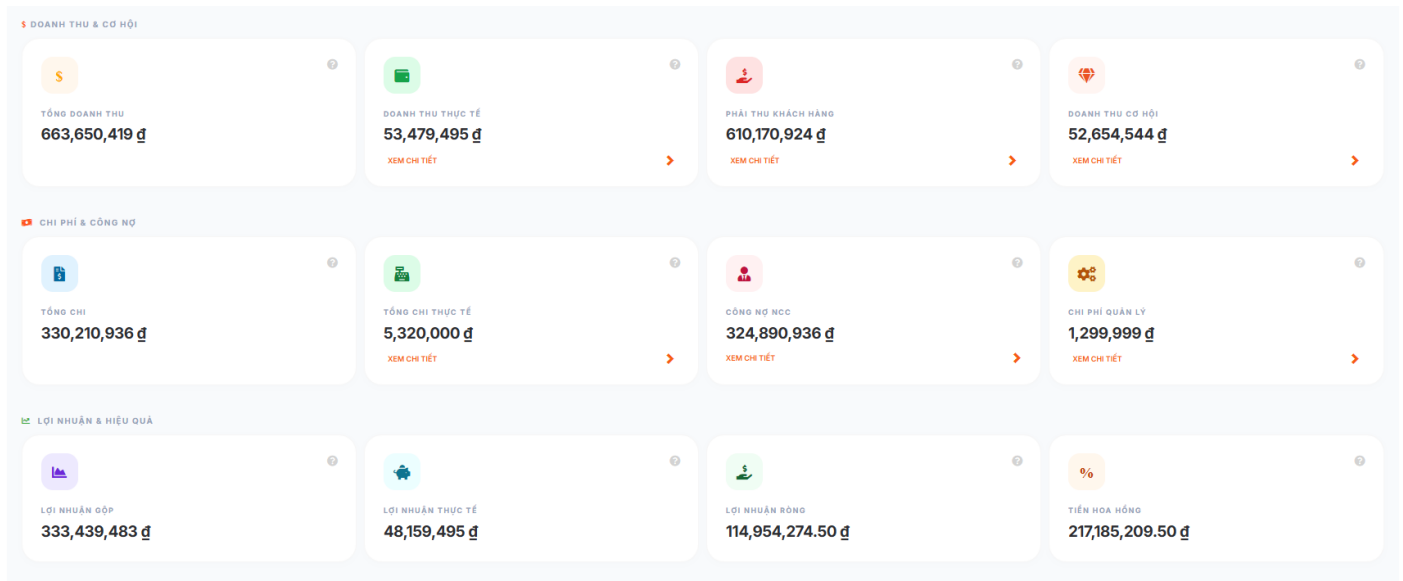 $ DOANH THU & CƠ HỘI
$
?
TỔNG DOANH THU
663,650,419 ₫
?
DOANH THU THỰC TẾ
53,479,495 ₫
XEM CHI TIẾT
$
?
PHẢI THU KHÁCH HÀNG
610,170,924 ₫
XEM CHI TIẾT
?
DOANH THU CƠ HỘI
52,654,544 ₫
XEM CHI TIẾT
CHI PHÍ & CÔNG NỢ
$
?
TỔNG CHI
330,210,936 ₫
?
TỔNG CHI THỰC TẾ
5,320,000 ₫
XEM CHI TIẾT
?
CÔNG NỢ NCC
324,890,936 ₫
XEM CHI TIẾT
?
CHI PHÍ QUẢN LÝ
1,299,999 ₫
XEM CHI TIẾT
LỢI NHUẬN & HIỆU QUẢ
?
LỢI NHUẬN GỘP
333,439,483 ₫
?
LỢI NHUẬN THỰC TẾ
48,159,495 ₫
$
?
LỢI NHUẬN RÒNG
114,954,274.50 ₫
%
?
TIỀN HOA HỒNG
217,185,209.50 ₫